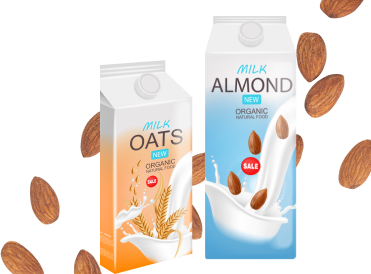 MILK
OATS
NEW
ORGANIC
NATURAL FOOD
SALE
MILK
ALMOND
NEW
ORGANIC
NATURAL FOOD
SALE